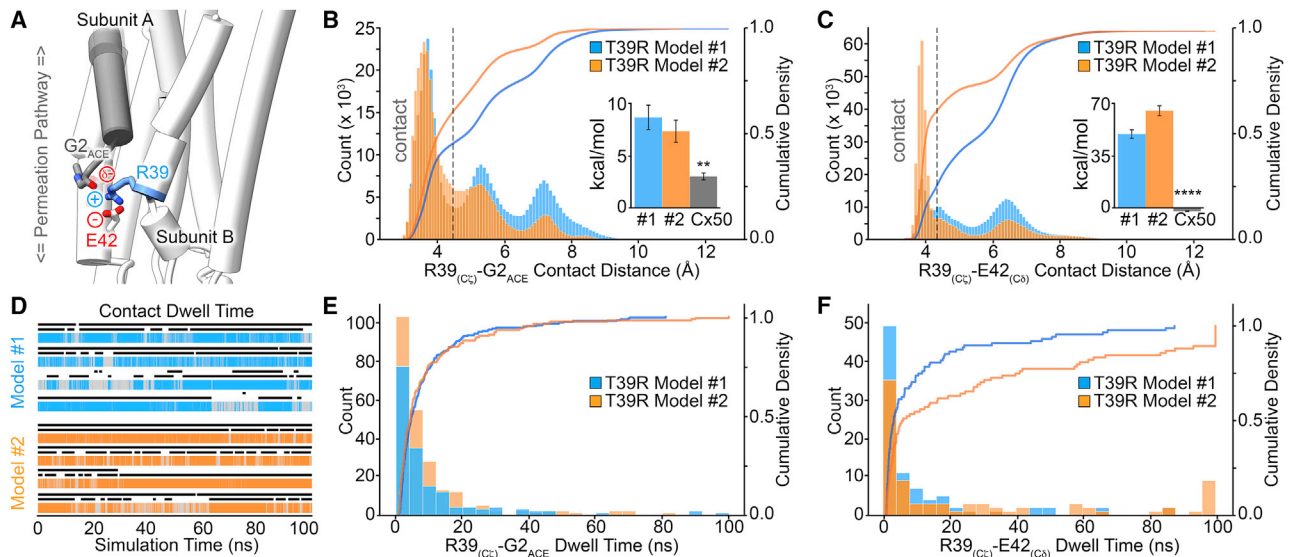 A
Subunit A
<= Permeation Pathway =>
G2ACE
δ-
R39
+
-
E42
Subunit B
B
25
20
15
10
5
0
Count (x 10³)
contact
T39R Model #1
T39R Model #2
10
5
0
kcal/mol
**
#1 #2 Cx50
1.0
0.5
0.0
Cumulative Density
4 6 8 10 12
R39(Cζ)-G2ACE Contact Distance (Å)
C
60
50
40
30
20
10
0
Count (x 10³)
contact
T39R Model #1
T39R Model #2
70
35
0
kcal/mol
****
#1 #2 Cx50
1.0
0.5
0.0
Cumulative Density
4 6 8 10 12
R39(Cζ)-E42(Cδ) Contact Distance (Å)
D
Contact Dwell Time
Model #1
Model #2
0 20 40 60 80 100
Simulation Time (ns)
E
100
80
60
40
20
0
Count
T39R Model #1
T39R Model #2
1.0
0.5
0.0
Cumulative Density
0 20 40 60 80 100
R39(Cζ)-G2ACE Dwell Time (ns)
F
50
40
30
20
10
0
Count
T39R Model #1
T39R Model #2
1.0
0.5
0.0
Cumulative Density
0 20 40 60 80 100
R39(Cζ)-E42(Cδ) Dwell Time (ns)